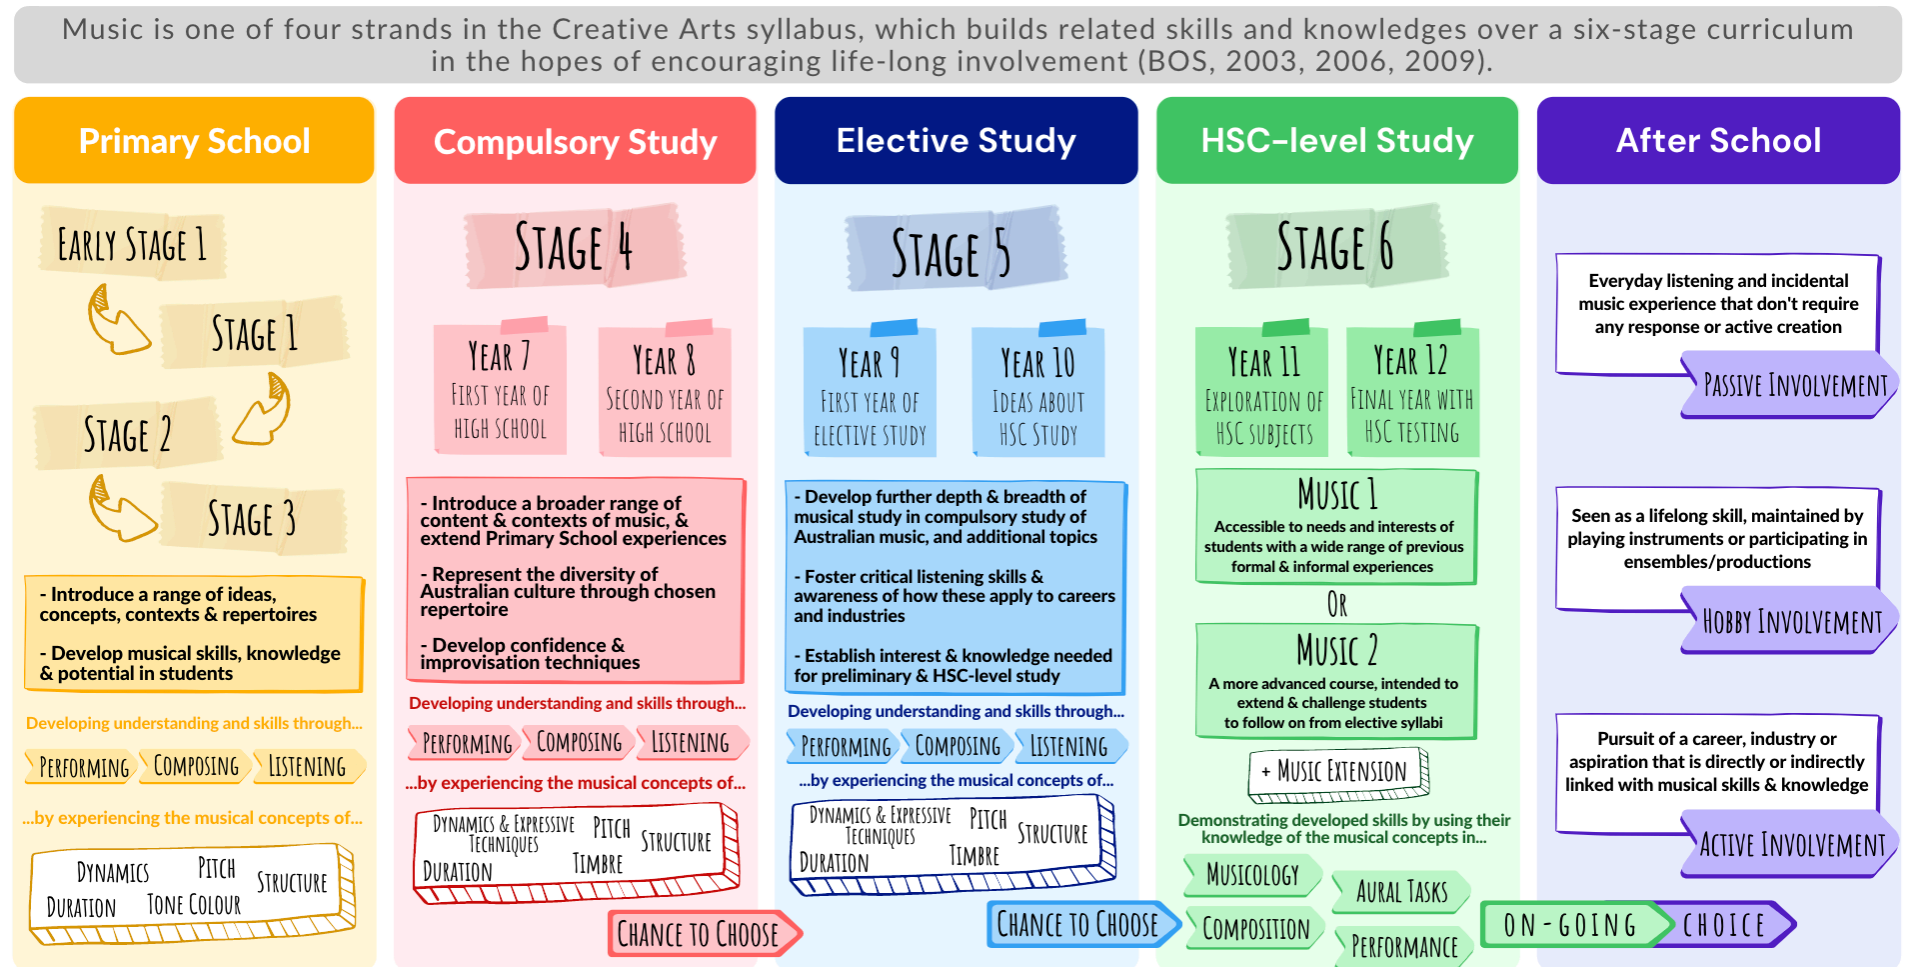 Music is one of four strands in the Creative Arts syllabus, which builds related skills and knowledges over a six-stage curriculum
in the hopes of encouraging life-long involvement (BOS, 2003, 2006, 2009).
Primary School
Early Stage 1
Stage 1
Stage 2
Stage 3
- Introduce a range of ideas,
concepts, contexts & repertoires
- Develop musical skills, knowledge
& potential in students
Developing understanding and skills through...
Performing
Composing
Listening
...by experiencing the musical concepts of...
Dynamics
Pitch
Structure
Duration
Tone Colour
Compulsory Study
Stage 4
Year 7
First year of
high school
Year 8
Second year of
high school
- Introduce a broader range of
content & contexts of music, &
extend Primary School experiences
- Represent the diversity of
Australian culture through chosen
repertoire
- Develop confidence &
improvisation techniques
Developing understanding and skills through...
Performing
Composing
Listening
...by experiencing the musical concepts of...
Dynamics & Expressive
Techniques
Pitch
Structure
Duration
Timbre
Chance to Choose
Elective Study
Stage 5
Year 9
First year of
elective study
Year 10
Ideas about
HSC Study
- Develop further depth & breadth of
musical study in compulsory study of
Australian music, and additional topics
- Foster critical listening skills &
awareness of how these apply to careers
and industries
- Establish interest & knowledge needed
for preliminary & HSC-level study
Developing understanding and skills through...
Performing
Composing
Listening
...by experiencing the musical concepts of...
Dynamics & Expressive
Techniques
Pitch
Structure
Duration
Timbre
Chance to Choose
HSC-level Study
Stage 6
Year 11
Exploration of
HSC subjects
Year 12
Final year with
HSC testing
Music 1
Accessible to needs and interests of
students with a wide range of previous
formal & informal experiences
Or
Music 2
A more advanced course, intended to
extend & challenge students
to follow on from elective syllabi
+ Music Extension
Demonstrating developed skills by using their
knowledge of the musical concepts in...
Musicology
Aural Tasks
Composition
Performance
On-going
Choice
After School
Everyday listening and incidental
music experience that don't require
any response or active creation
Passive Involvement
Seen as a lifelong skill, maintained by
playing instruments or participating in
ensembles/productions
Hobby Involvement
Pursuit of a career, industry or
aspiration that is directly or indirectly
linked with musical skills & knowledge
Active Involvement